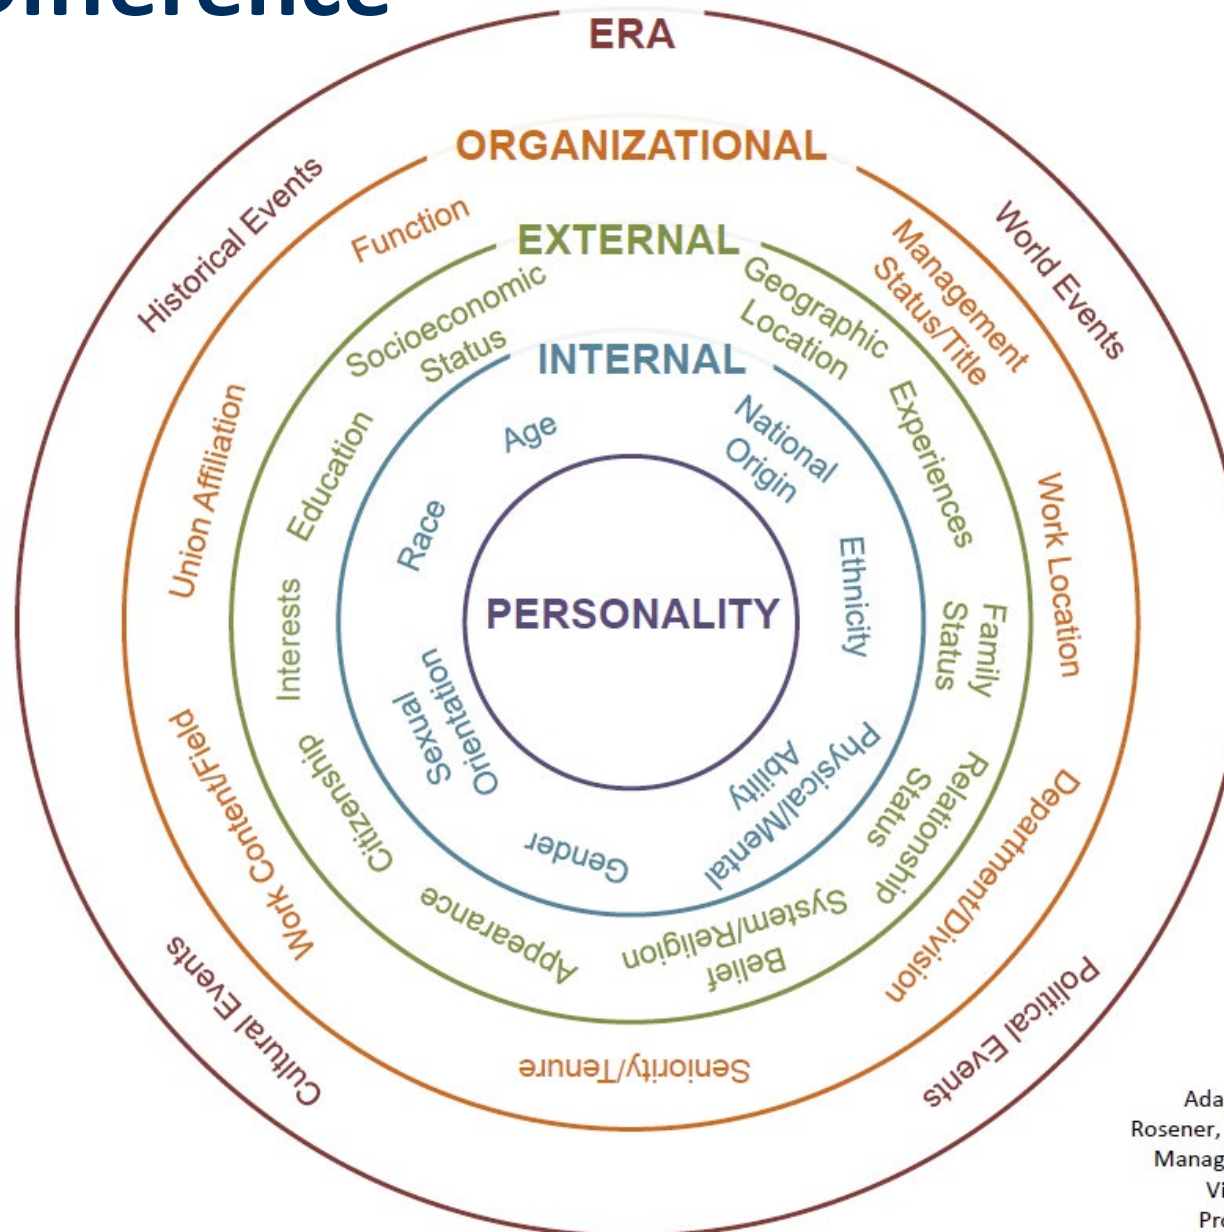 Difference
ERA
Historical Events
World Events
Political Events
Cultural Events
ORGANIZATIONAL
Function
Management
Status/Title
Work Location
Department/Division
Seniority/Tenure
Work Content/Field
Union Affiliation
EXTERNAL
Socioeconomic
Status
Geographic
Location
Experiences
Family
Status
Relationship
Status
Belief
System/Religion
Appearance
Citizenship
Interests
Education
INTERNAL
Age
National
Origin
Ethnicity
Physical/Mental
Ability
Gender
Sexual
Orientation
Race
PERSONALITY
Ada
Rosener,
Manag
Vi
Pro